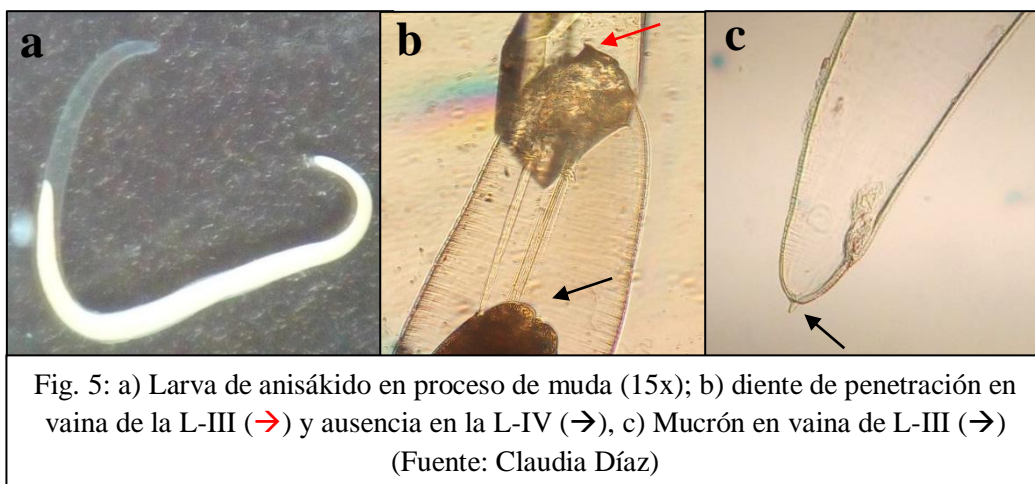 a
b
c
Fig. 5: a) Larva de anisákido en proceso de muda (15x); b) diente de penetración en
vaina de la L-III (→) y ausencia en la L-IV (→), c) Mucrón en vaina de L-III (→)
(Fuente: Claudia Díaz)